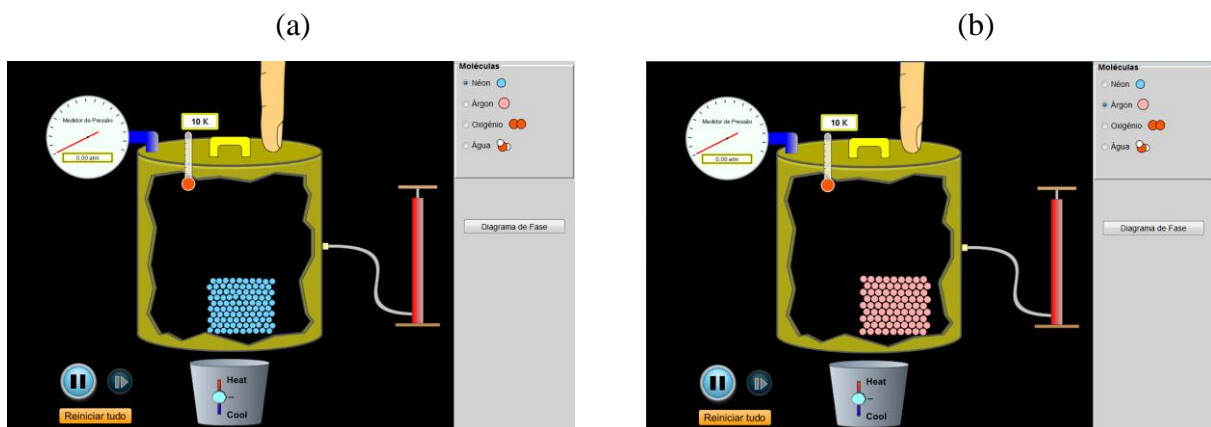 (a)
Moléculas
Néon
Árgon
Oxigénio
Água
Medidor de Pressão
0,00 atm
10 K
Diagrama de Fase
Heat
Cool
Reiniciar tudo
(b)
Moléculas
Néon
Árgon
Oxigénio
Água
Medidor de Pressão
0,00 atm
10 K
Diagrama de Fase
Heat
Cool
Reiniciar tudo